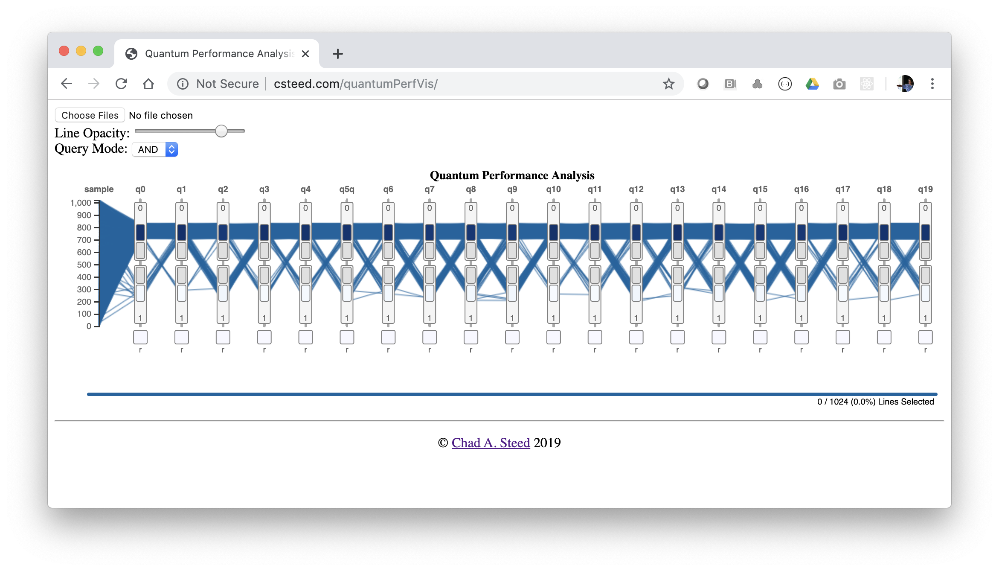 Quantum Performance Analysis
Not Secure csteed.com/quantumPerfVis/
Choose Files No file chosen
Line Opacity:
Query Mode: AND
Quantum Performance Analysis
sample q0 q1 q2 q3 q4 q5q q6 q7 q8 q9 q10 q11 q12 q13 q14 q15 q16 q17 q18 q19
1,000 0 0 0 0 0 0 0 0 0 0 0 0 0 0 0 0 0 0 0 0
900
800
700
600
500
400
300
200
100 1 1 1 1 1 1 1 1 1 1 1 1 1 1 1 1 1 1 1 1
0
r r r r r r r r r r r r r r r r r r r r
0 / 1024 (0.0%) Lines Selected
© Chad A. Steed 2019